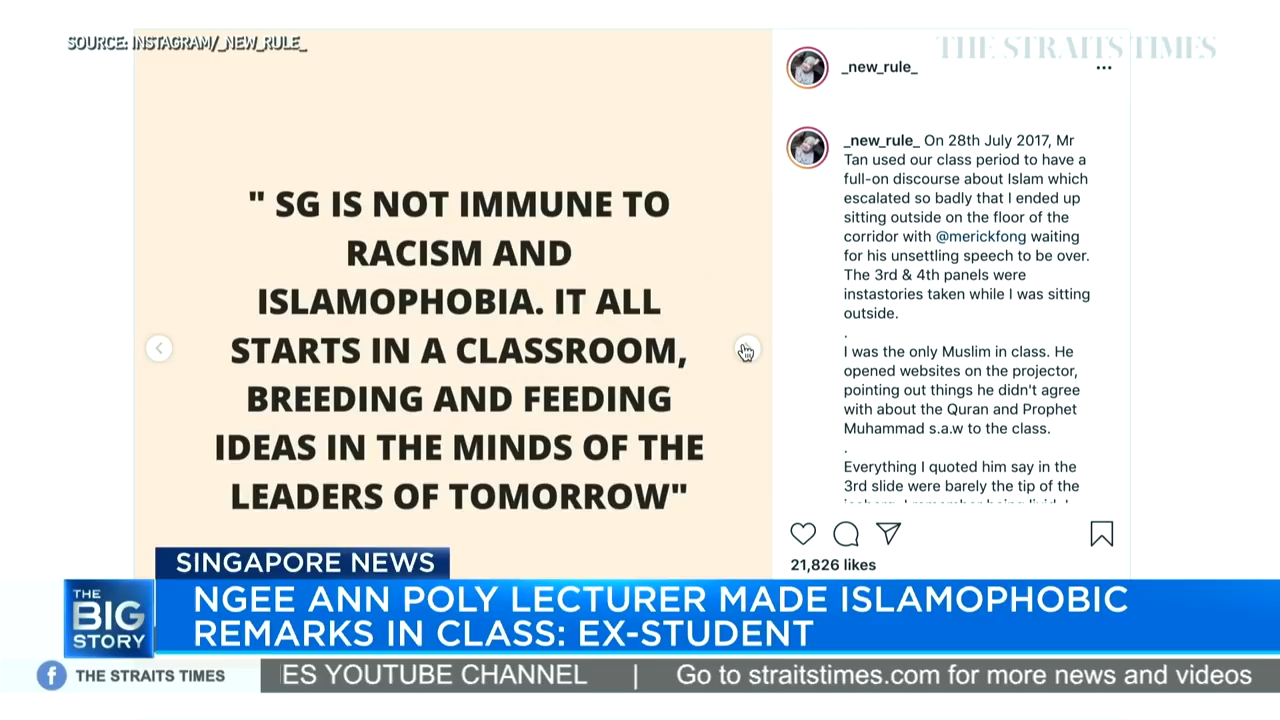 SOURCE: INSTAGRAM/_NEW_RULE_
THE STRAITS TIMES
" SG IS NOT IMMUNE TO
RACISM AND
ISLAMOPHOBIA. IT ALL
STARTS IN A CLASSROOM,
BREEDING AND FEEDING
IDEAS IN THE MINDS OF THE
LEADERS OF TOMORROW"
_new_rule_
_new_rule_ On 28th July 2017, Mr
Tan used our class period to have a
full-on discourse about Islam which
escalated so badly that I ended up
sitting outside on the floor of the
corridor with @merickfong waiting
for his unsettling speech to be over.
The 3rd & 4th panels were
instastories taken while I was sitting
outside.
.
I was the only Muslim in class. He
opened websites on the projector,
pointing out things he didn't agree
with about the Quran and Prophet
Muhammad s.a.w to the class.
.
Everything I quoted him say in the
3rd slide were barely the tip of the
21,826 likes
SINGAPORE NEWS
THE
BIG
STORY
NGEE ANN POLY LECTURER MADE ISLAMOPHOBIC
REMARKS IN CLASS: EX-STUDENT
THE STRAITS TIMES
ES YOUTUBE CHANNEL | Go to straitstimes.com for more news and videos